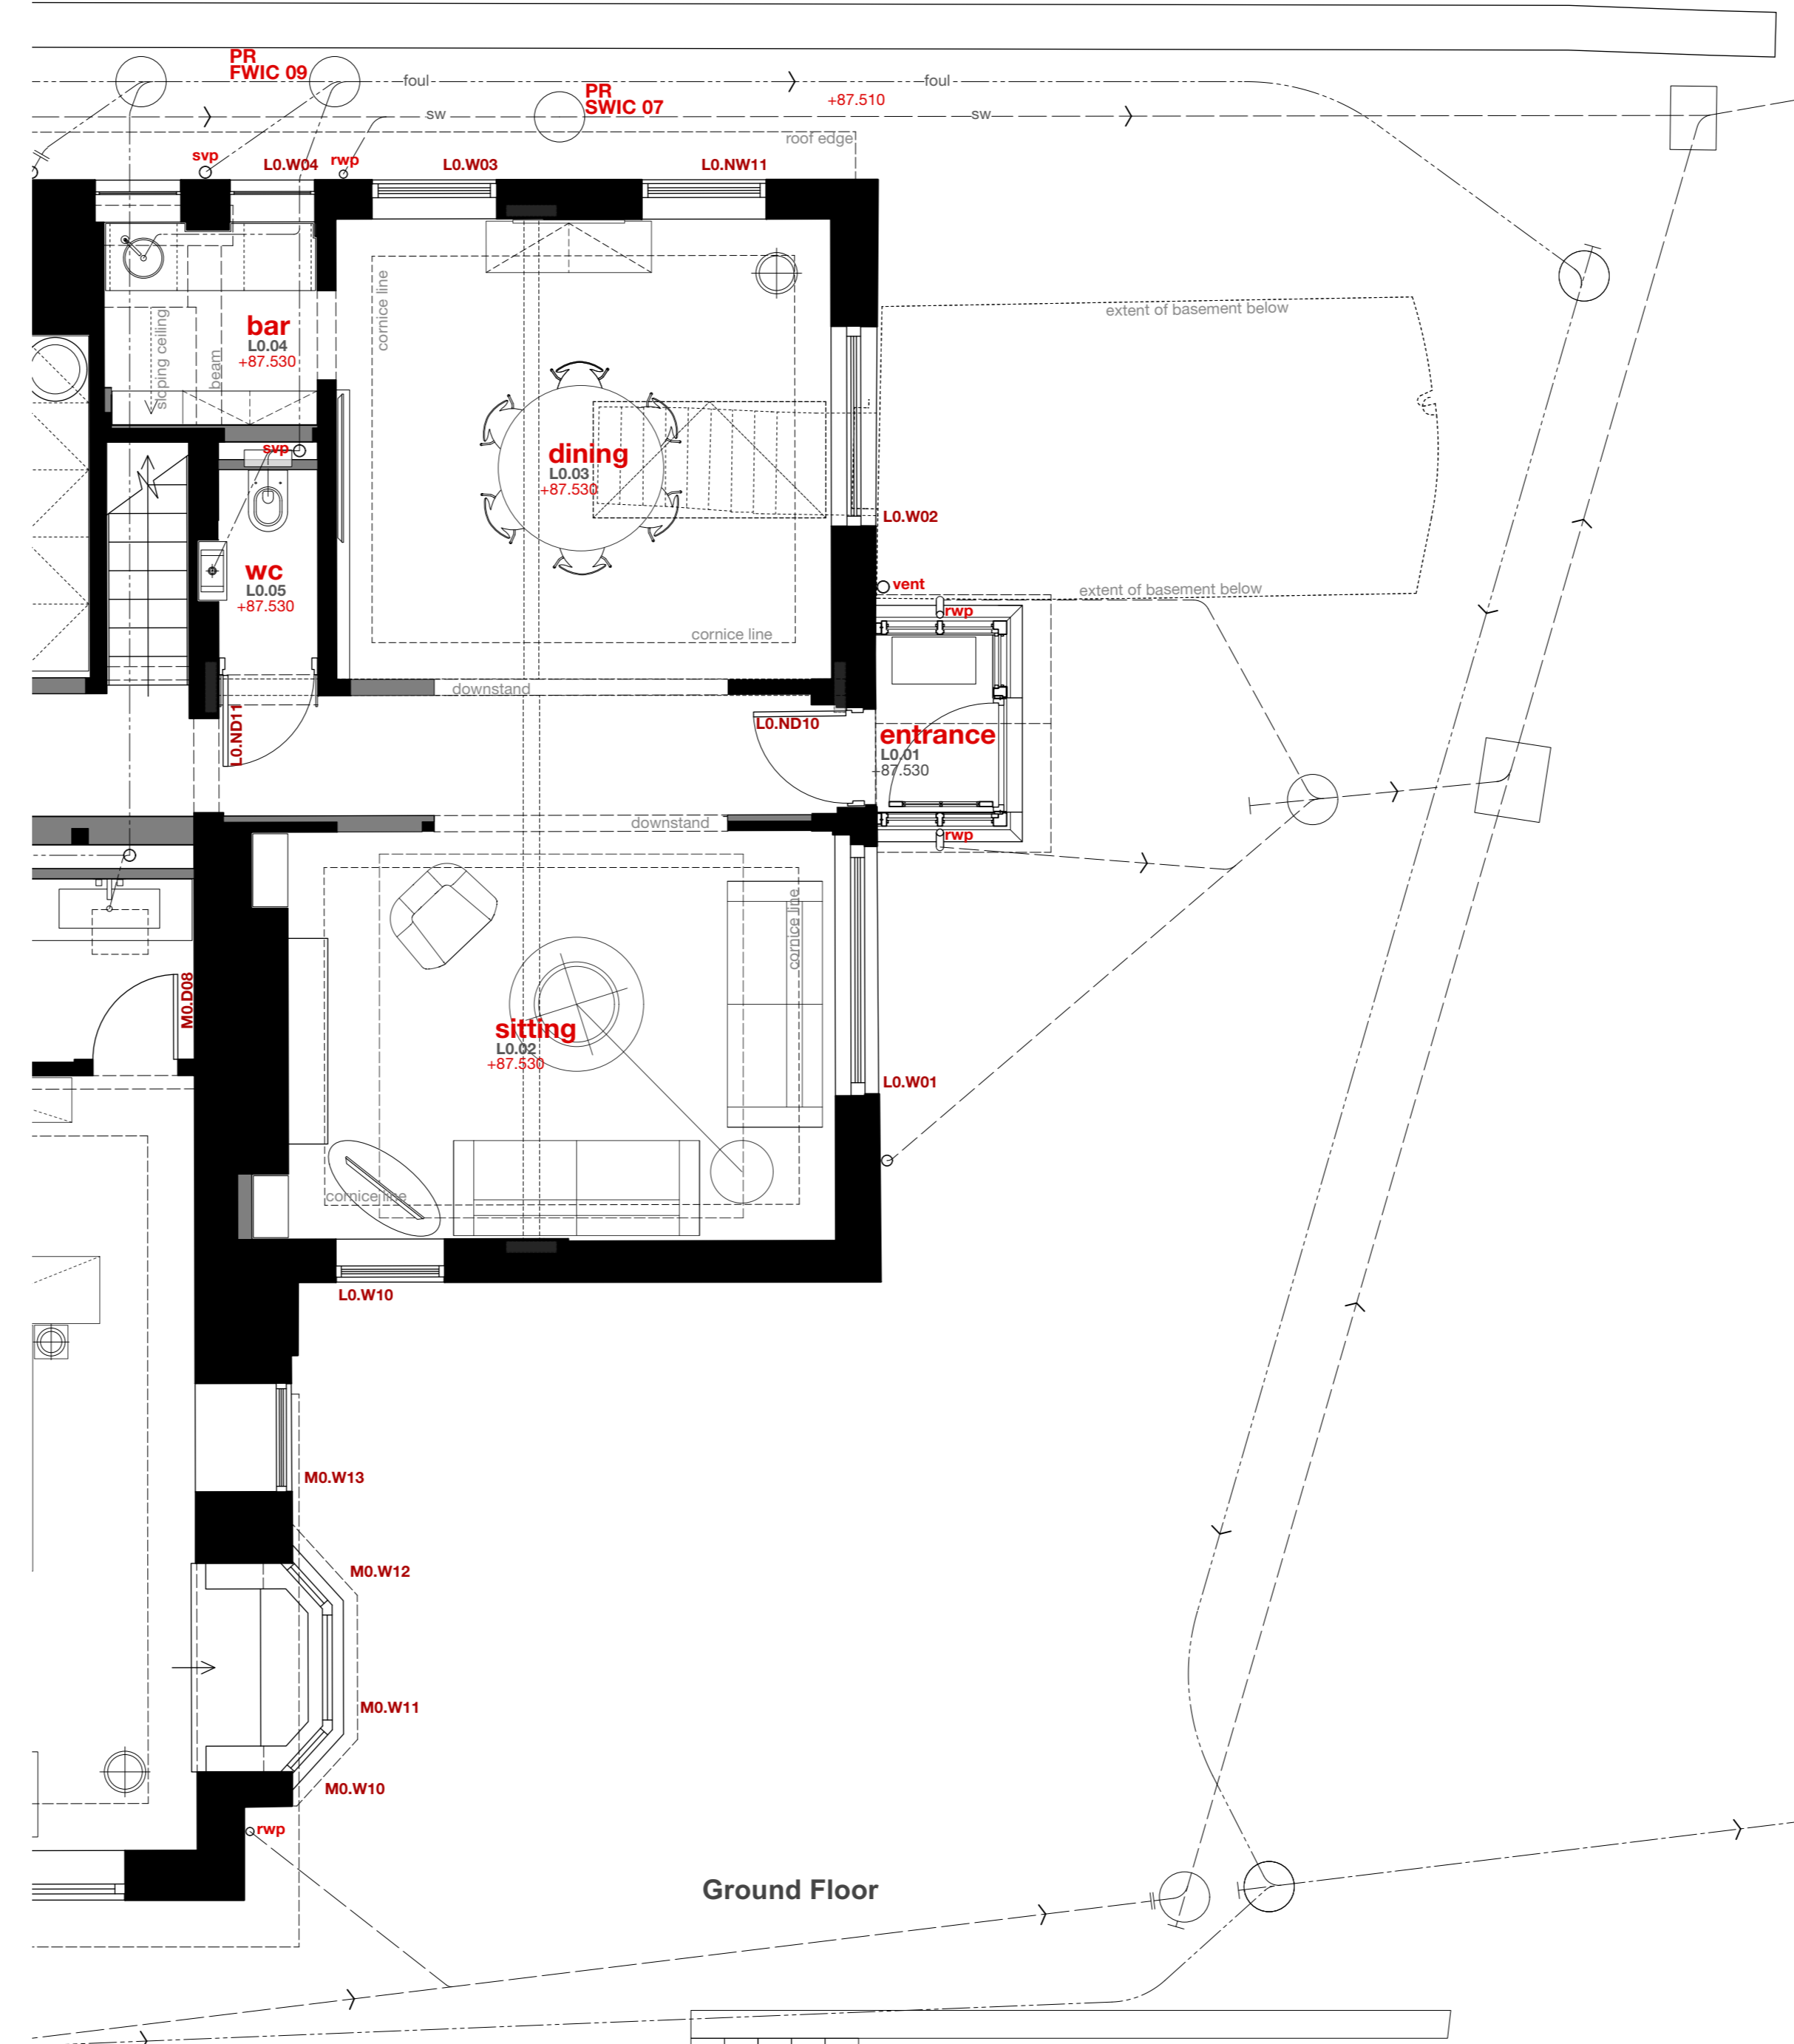 PR
FWIC 09
foul
foul
PR
SWIC 07
+87.510
sw
sw
roof edge
svp
L0.W04
rwp
L0.W03
L0.NW11
cornice line
extent of basement below
bar
L0.04
+87.530
sloping ceiling
beam
svp
dining
L0.03
+87.530
L0.W02
wc
L0.05
+87.530
vent
extent of basement below
rwp
cornice line
downstand
L0.ND11
L0.ND10
entrance
L0.01
+87.530
downstand
rwp
cornice line
M0.D08
sitting
L0.02
+87.530
L0.W01
cornice line
L0.W10
M0.W13
M0.W12
M0.W11
M0.W10
rwp
Ground Floor